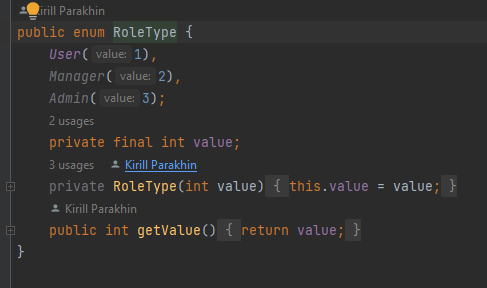 Kirill Parakhin
public enum RoleType {
User( value: 1),
Manager( value: 2),
Admin( value: 3);
2 usages
private final int value;
3 usages Kirill Parakhin
private RoleType(int value) { this.value = value; }
Kirill Parakhin
public int getValue() { return value; }
}